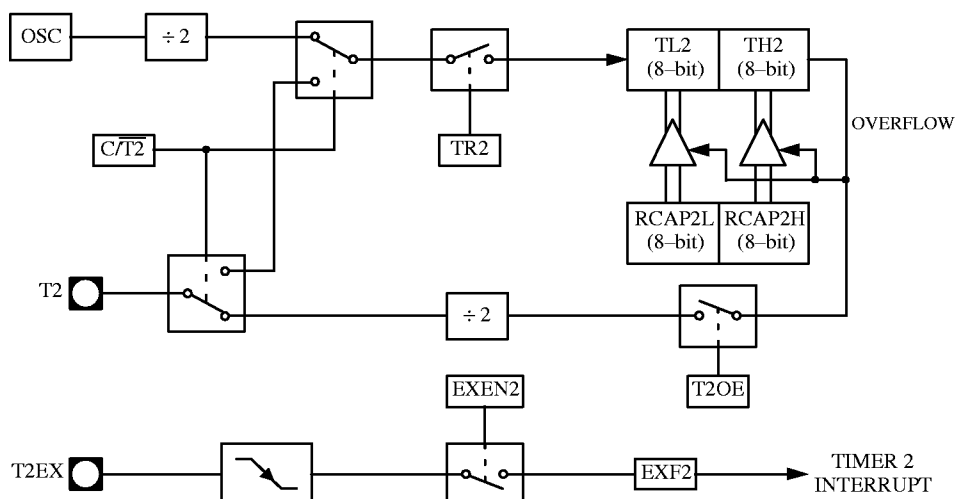 OSC
÷ 2
TL2
(8–bit)
TH2
(8–bit)
OVERFLOW
C/T2
TR2
RCAP2L
(8–bit)
RCAP2H
(8–bit)
T2
÷ 2
T2OE
EXEN2
T2EX
EXF2
TIMER 2
INTERRUPT